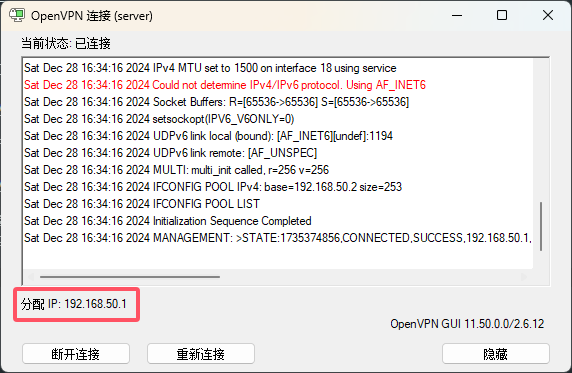 OpenVPN 连接 (server)
当前状态: 已连接
Sat Dec 28 16:34:16 2024 IPv4 MTU set to 1500 on interface 18 using service
Sat Dec 28 16:34:16 2024 Could not determine IPv4/IPv6 protocol. Using AF_INET6
Sat Dec 28 16:34:16 2024 Socket Buffers: R=[65536->65536] S=[65536->65536]
Sat Dec 28 16:34:16 2024 setsockopt(IPV6_V6ONLY=0)
Sat Dec 28 16:34:16 2024 UDPv6 link local (bound): [AF_INET6][undef]:1194
Sat Dec 28 16:34:16 2024 UDPv6 link remote: [AF_UNSPEC]
Sat Dec 28 16:34:16 2024 MULTI: multi_init called, r=256 v=256
Sat Dec 28 16:34:16 2024 IFCONFIG POOL IPv4: base=192.168.50.2 size=253
Sat Dec 28 16:34:16 2024 IFCONFIG POOL LIST
Sat Dec 28 16:34:16 2024 Initialization Sequence Completed
Sat Dec 28 16:34:16 2024 MANAGEMENT: >STATE:1735374856,CONNECTED,SUCCESS,192.168.50.1,
分配 IP: 192.168.50.1
OpenVPN GUI 11.50.0.0/2.6.12
断开连接
重新连接
隐藏